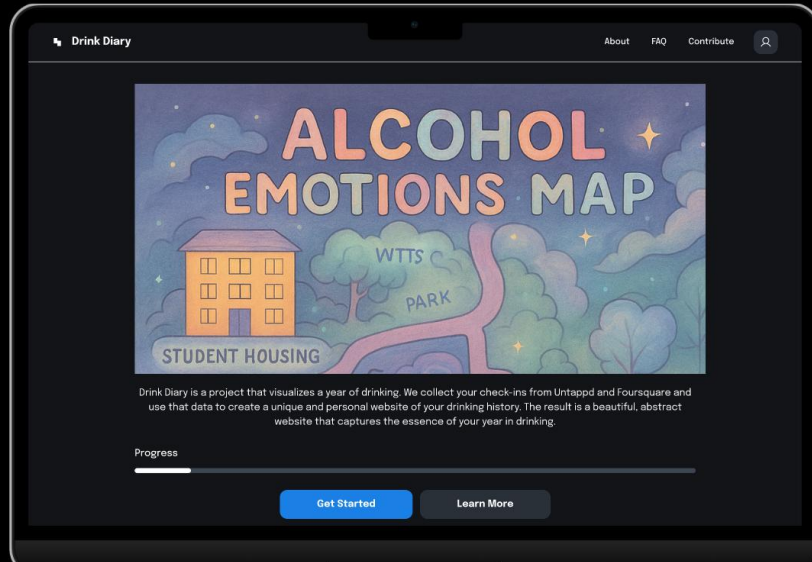 Drink Diary
About
FAQ
Contribute
ALCOHOL
EMOTIONS MAP
WTTS
PARK
STUDENT HOUSING
Drink Diary is a project that visualizes a year of drinking. We collect your check-ins from Untappd and Foursquare and
use that data to create a unique and personal website of your drinking history. The result is a beautiful, abstract
website that captures the essence of your year in drinking.
Progress
Get Started
Learn More